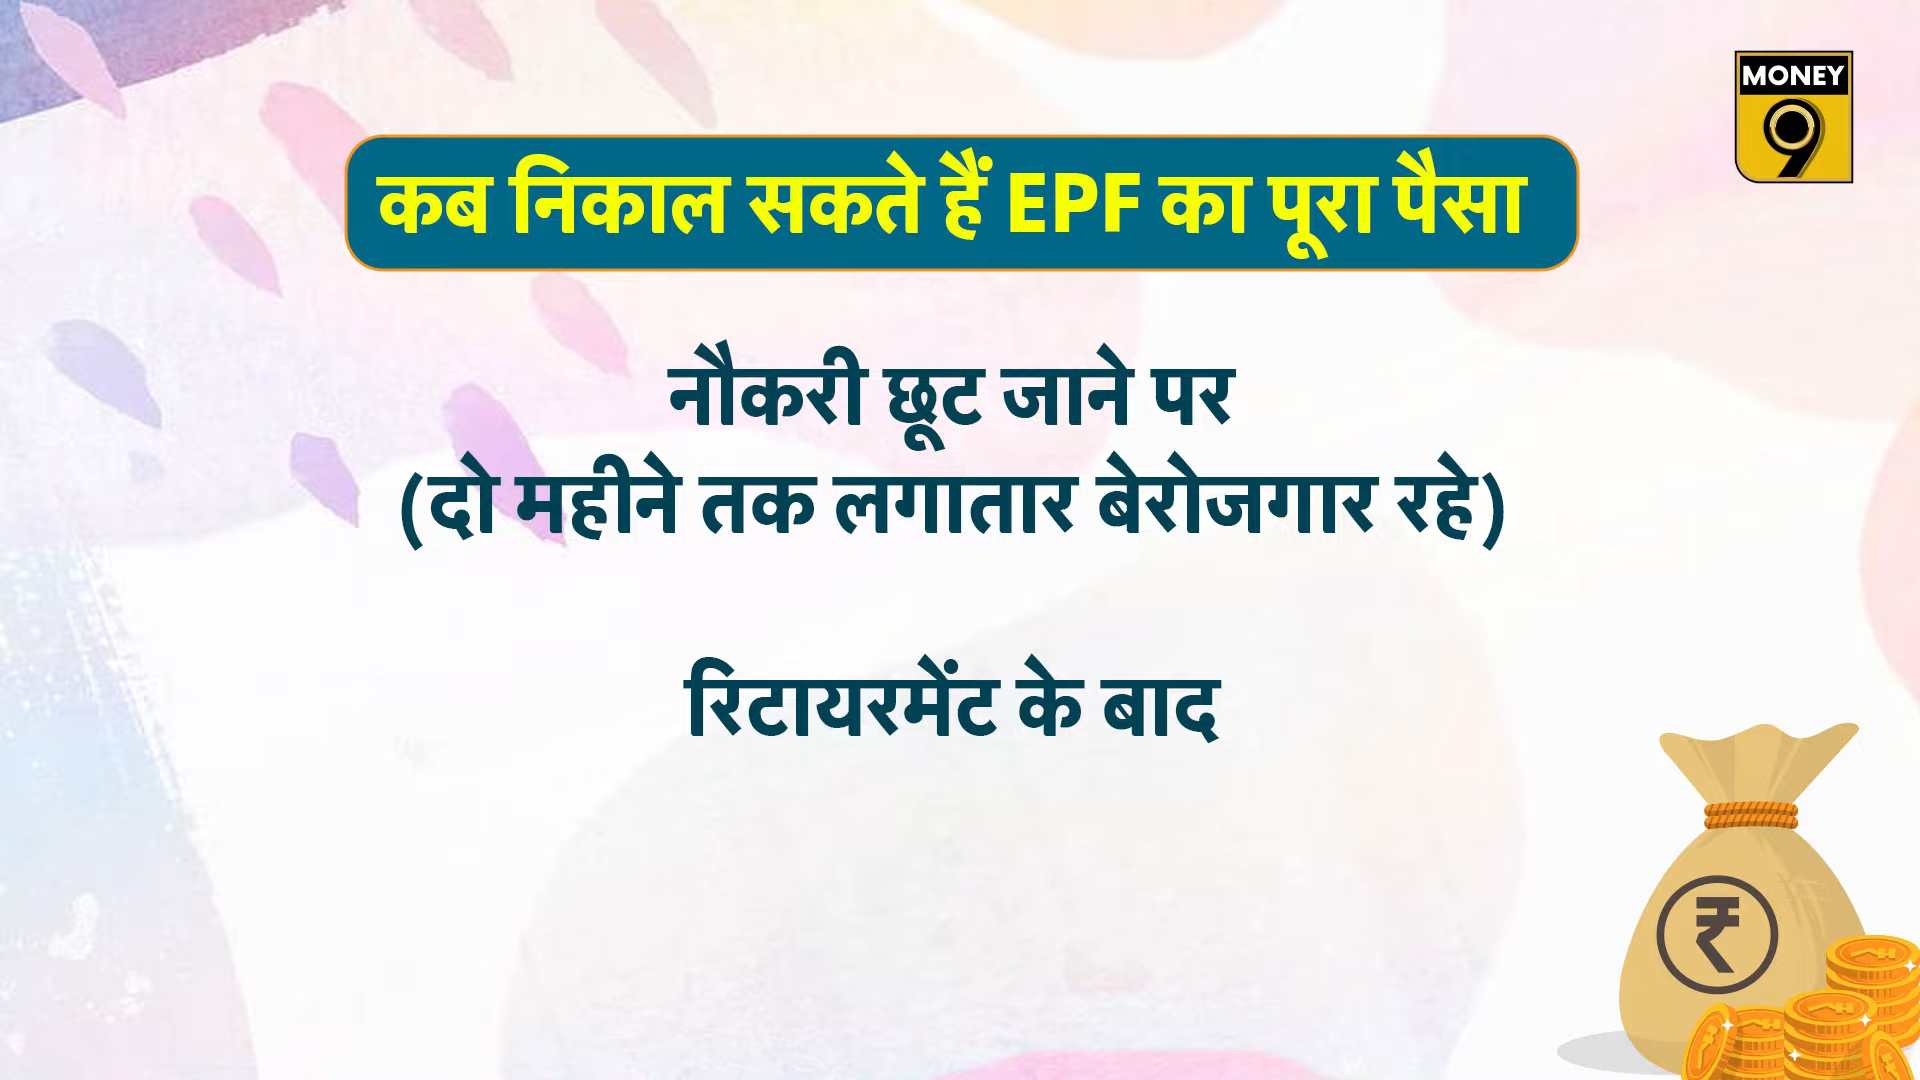 MONEY
9
कब निकाल सकते हैं EPF का पूरा पैसा
नौकरी छूट जाने पर
(दो महीने तक लगातार बेरोजगार रहे)
रिटायरमेंट के बाद
₹